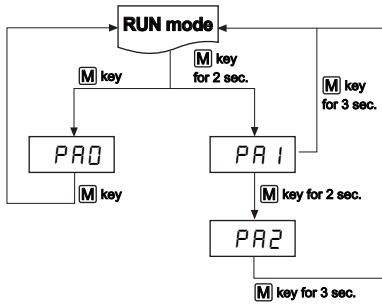 RUN mode
M key
M key
for 2 sec.
M key
for 3 sec.
PA0
PA1
M key
M key for 2 sec.
PA2
M key for 3 sec.